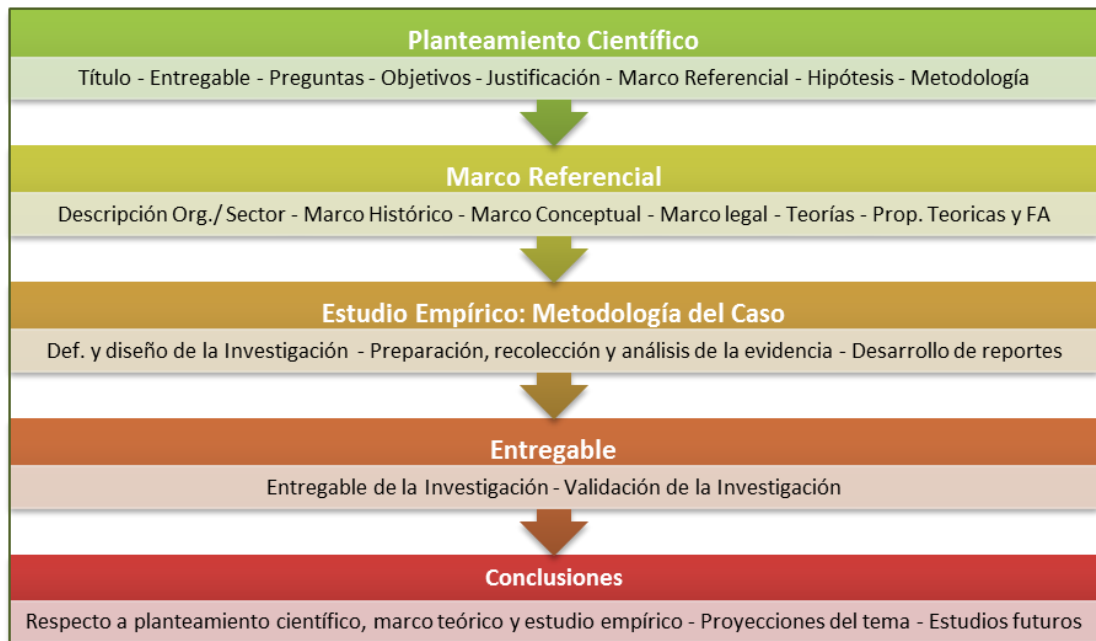 Planteamiento Científico
Título - Entregable - Preguntas - Objetivos - Justificación - Marco Referencial - Hipótesis - Metodología
Marco Referencial
Descripción Org./ Sector - Marco Histórico - Marco Conceptual - Marco legal - Teorías - Prop. Teoricas y FA
Estudio Empírico: Metodología del Caso
Def. y diseño de la Investigación - Preparación, recolección y análisis de la evidencia - Desarrollo de reportes
Entregable
Entregable de la Investigación - Validación de la Investigación
Conclusiones
Respecto a planteamiento científico, marco teórico y estudio empírico - Proyecciones del tema - Estudios futuros